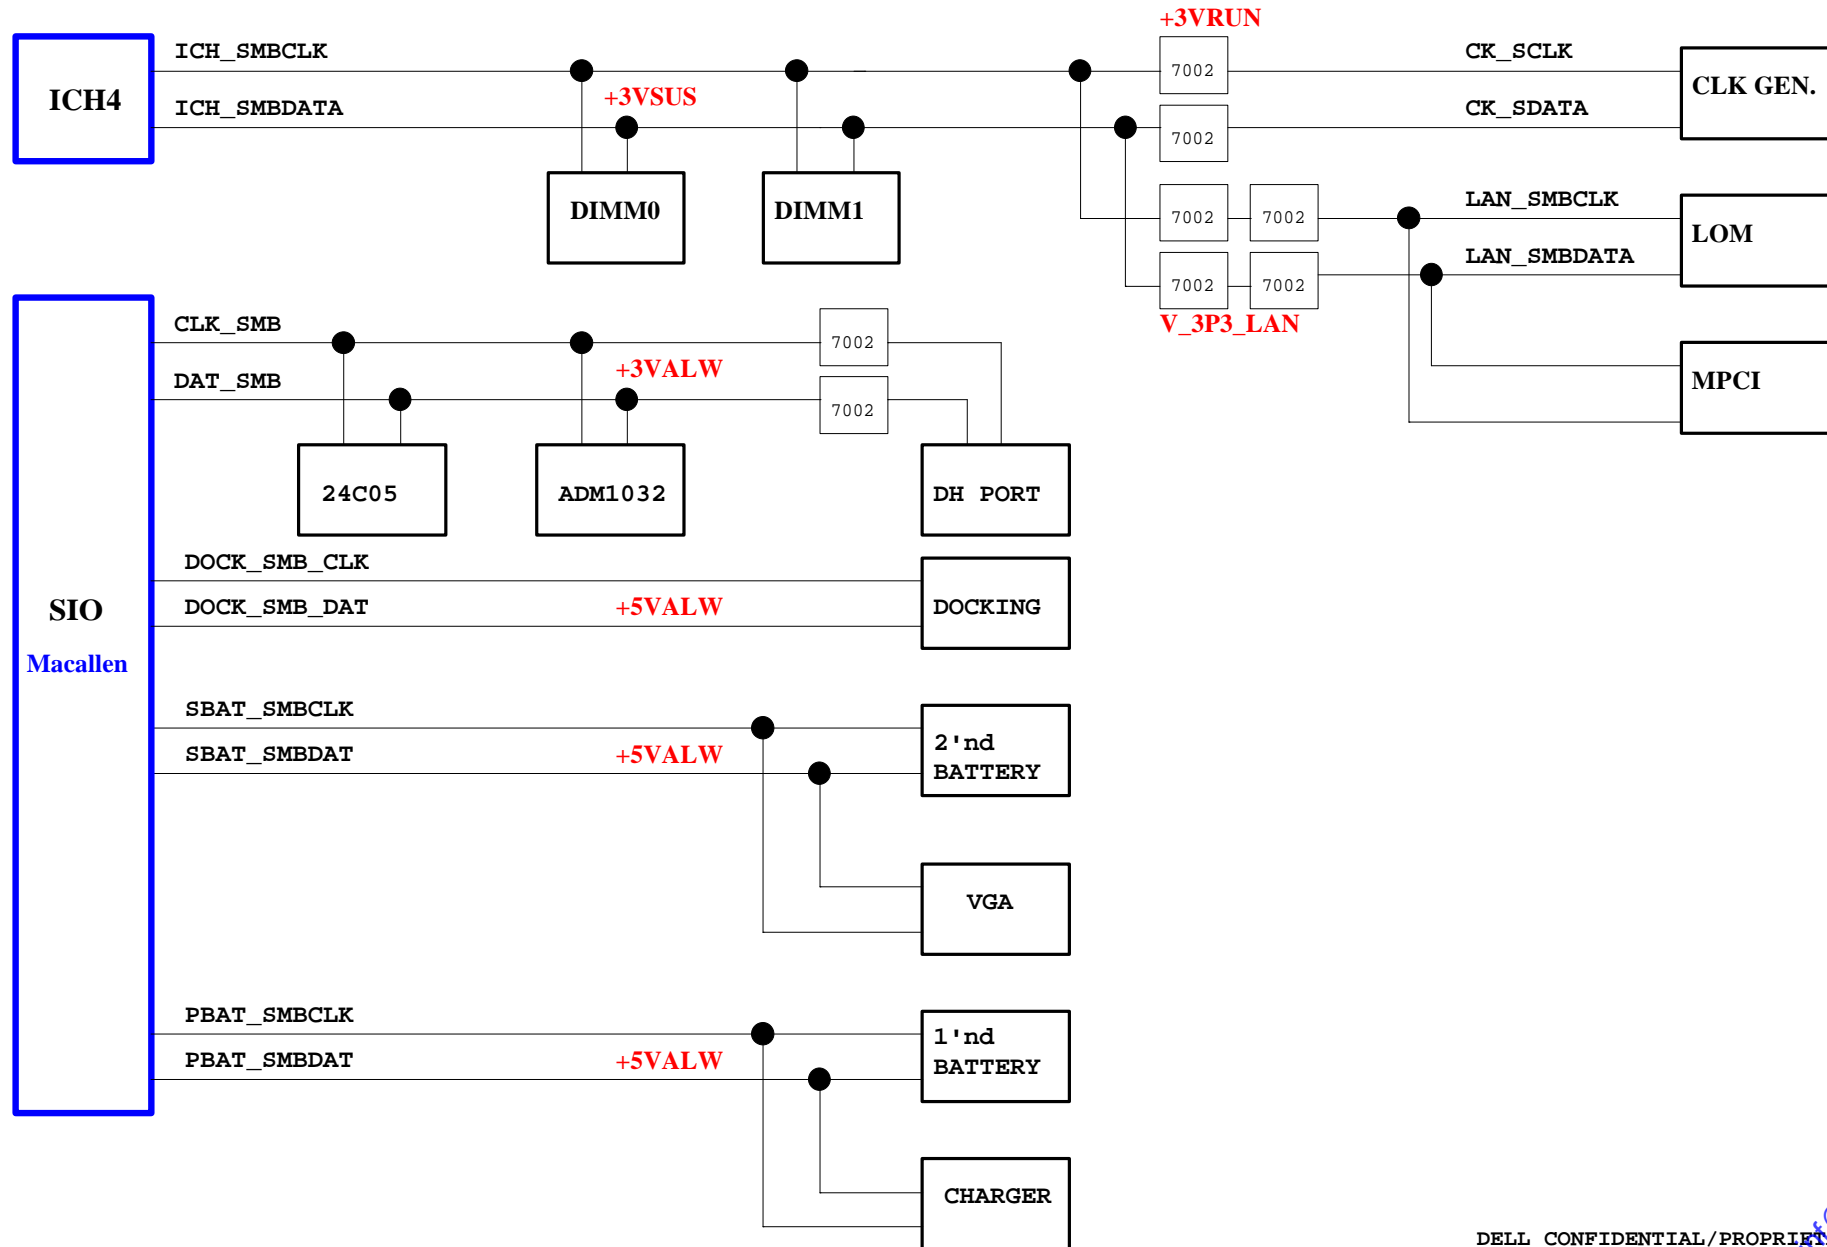 +3VRUN
ICH4
ICH_SMBCLK
7002
CK_SCLK
CLK GEN.
+3VSUS
ICH_SMBDATA
7002
CK_SDATA
DIMM0
DIMM1
7002
7002
LAN_SMBCLK
LOM
LAN_SMBDATA
7002
7002
V_3P3_LAN
MPCI
SIO
Macallen
CLK_SMB
7002
+3VALW
DAT_SMB
7002
24C05
ADM1032
DH PORT
DOCK_SMB_CLK
DOCK_SMB_DAT
+5VALW
DOCKING
SBAT_SMBCLK
SBAT_SMBDAT
+5VALW
2'nd
BATTERY
VGA
PBAT_SMBCLK
PBAT_SMBDAT
+5VALW
1'nd
BATTERY
CHARGER
DELL CONFIDENTIAL/